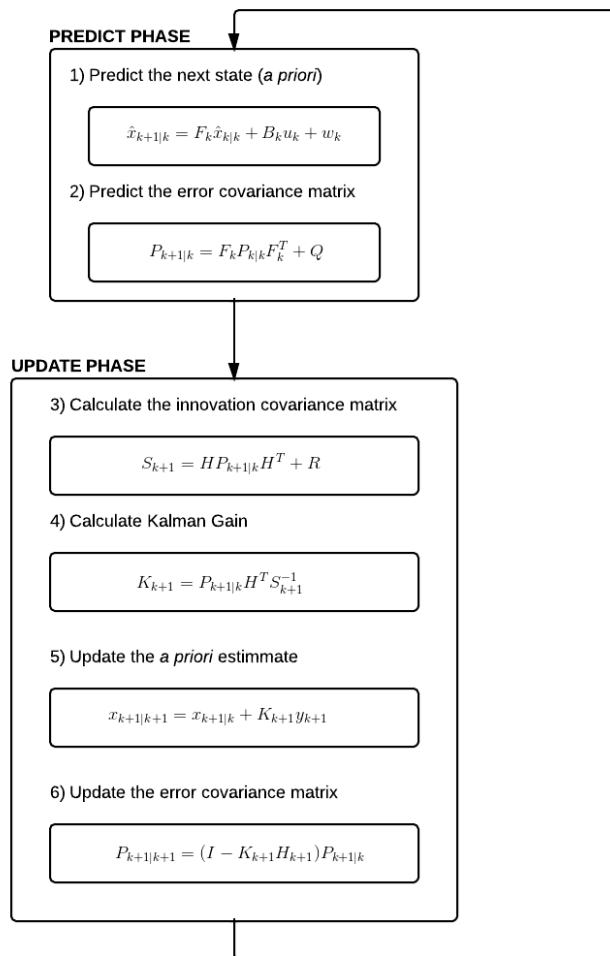 PREDICT PHASE
1) Predict the next state (a priori)
$\hat{x}_{k+1|k} = F_k \hat{x}_{k|k} + B_k u_k + w_k$
2) Predict the error covariance matrix
$P_{k+1|k} = F_k P_{k|k} F_k^T + Q$
UPDATE PHASE
3) Calculate the innovation covariance matrix
$S_{k+1} = H P_{k+1|k} H^T + R$
4) Calculate Kalman Gain
$K_{k+1} = P_{k+1|k} H^T S_{k+1}^{-1}$
5) Update the a priori estimmate
$x_{k+1|k+1} = x_{k+1|k} + K_{k+1} y_{k+1}$
6) Update the error covariance matrix
$P_{k+1|k+1} = (I - K_{k+1} H_{k+1}) P_{k+1|k}$